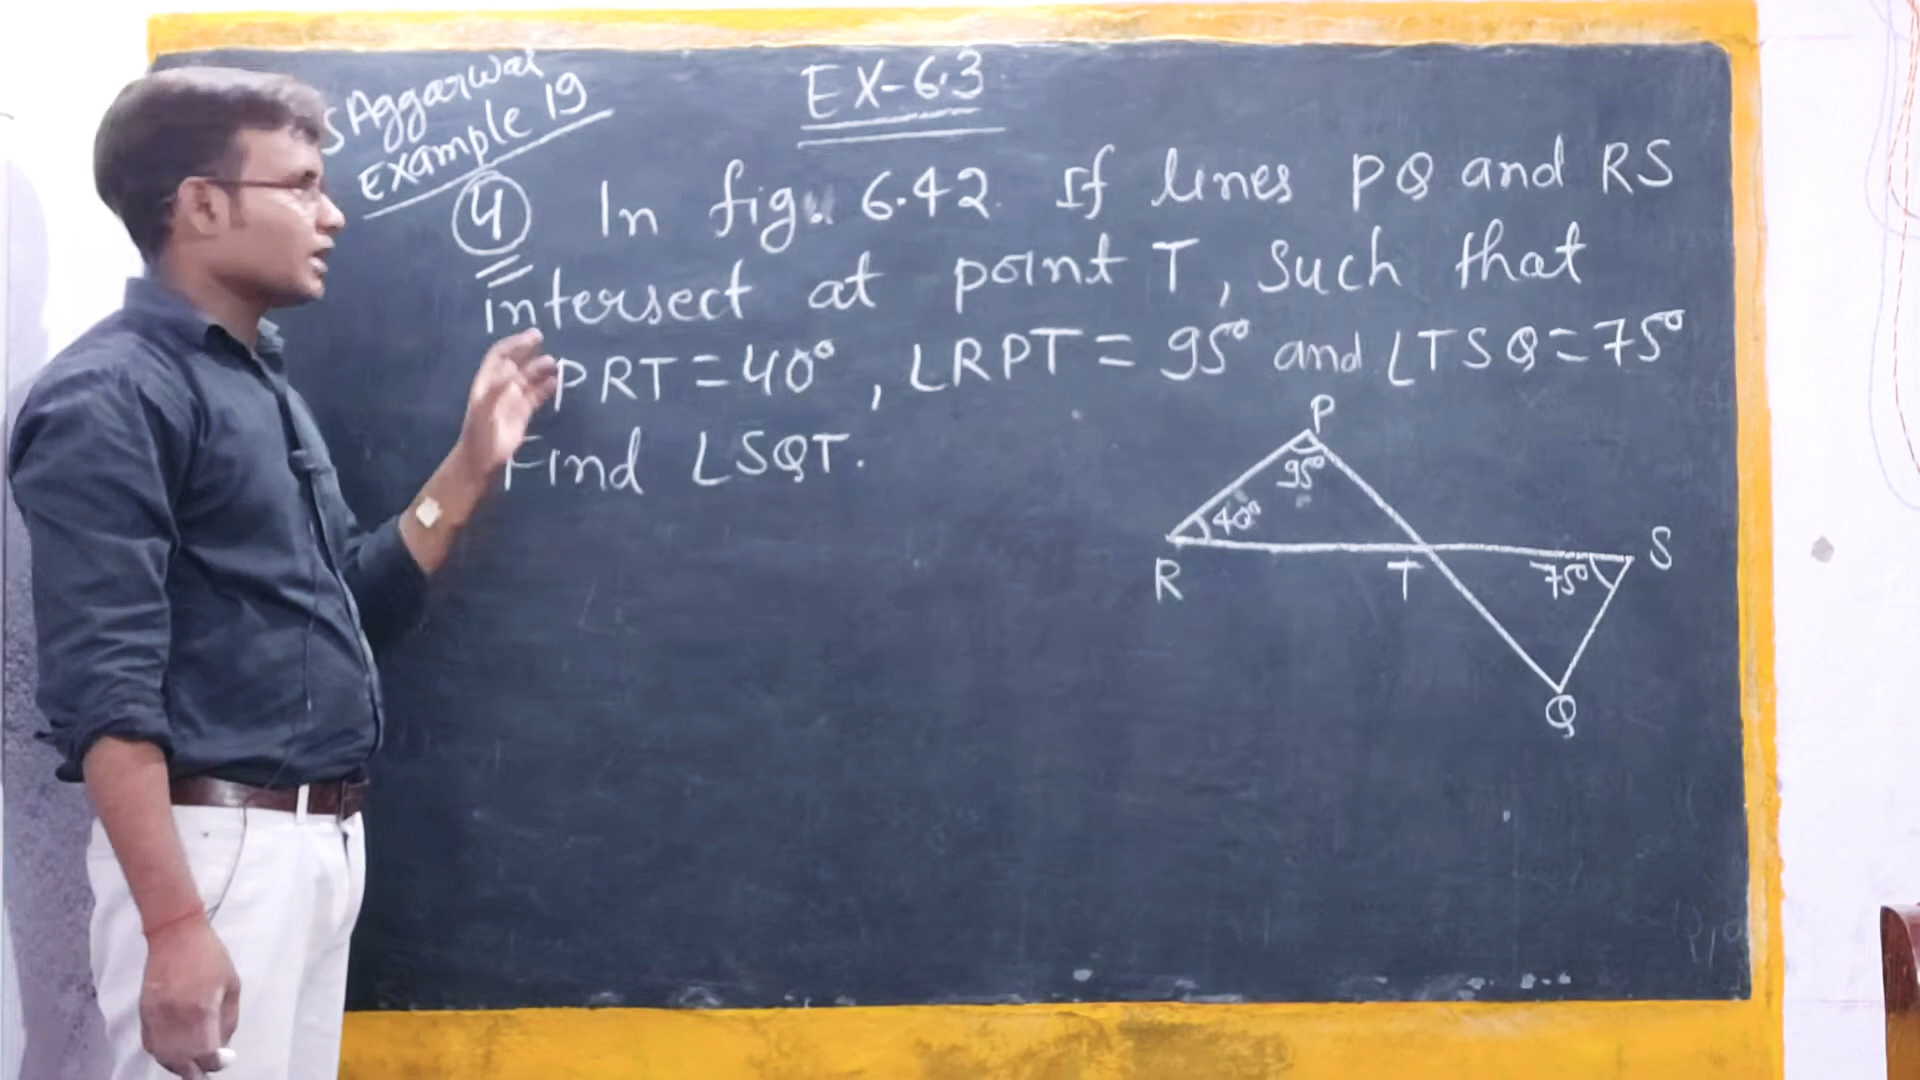 S Aggarwal
Example 19
EX-6.3
④ In fig. 6.42. If lines PQ and RS
intersect at point T, such that
PRT = 40°, ∠RPT = 95° and ∠TSQ = 75°
Find ∠SQT.
P
95°
40°
R
T
75°
S
Q